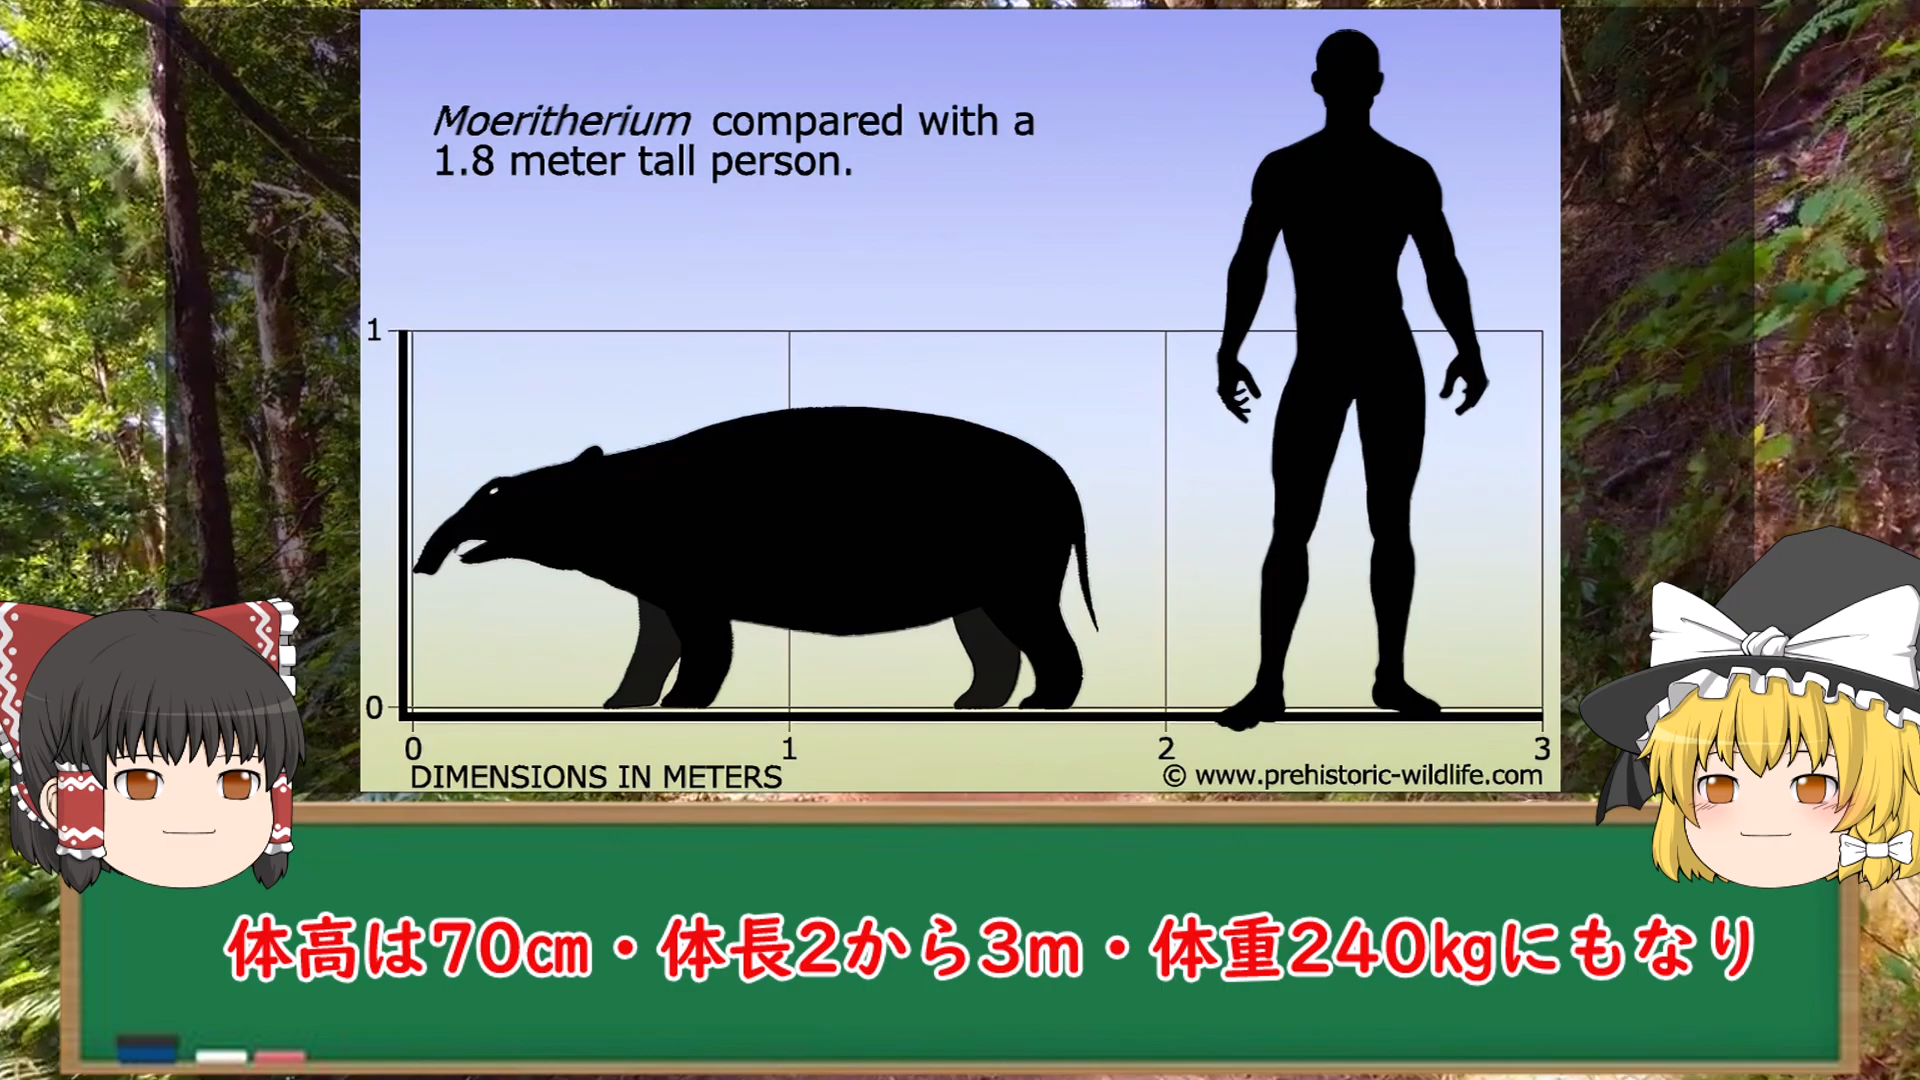 Moeritherium compared with a
1.8 meter tall person.
1
0
0 1 2 3
DIMENSIONS IN METERS
© www.prehistoric-wildlife.com
体高は70㎝・体長2から3m・体重240㎏にもなり